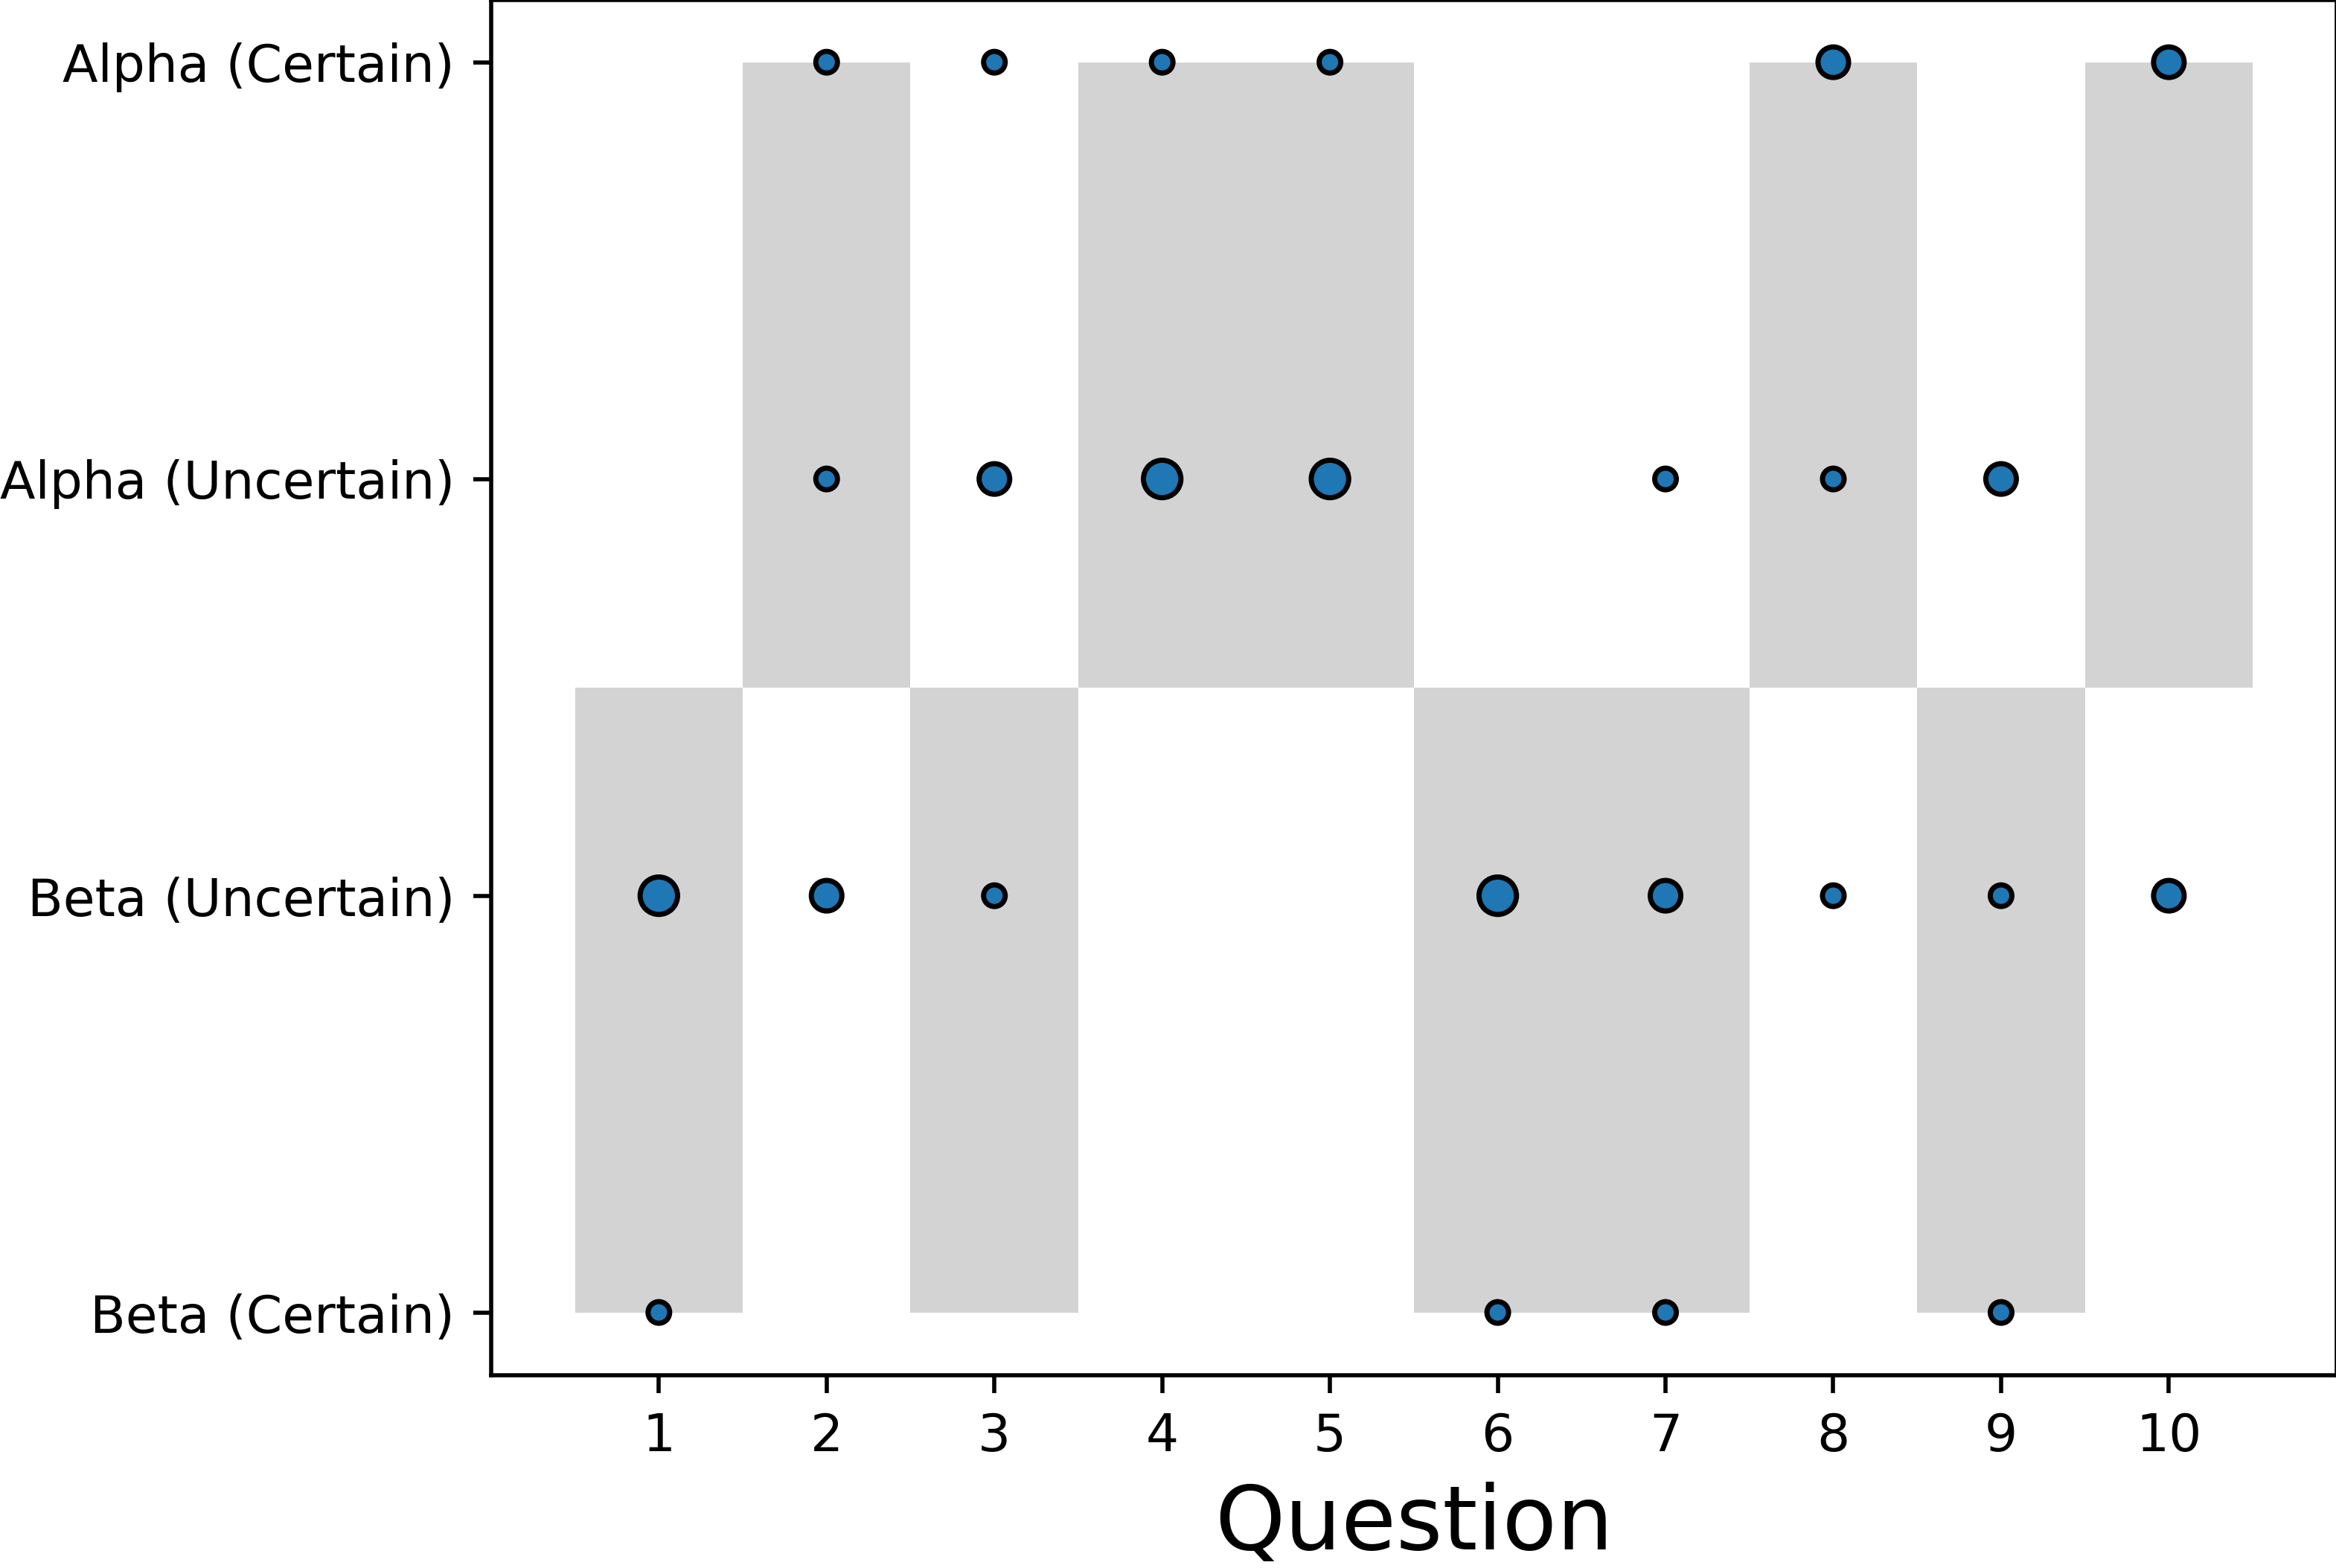 Alpha (Certain)
Alpha (Uncertain)
Beta (Uncertain)
Beta (Certain)
1 2 3 4 5 6 7 8 9 10
Question